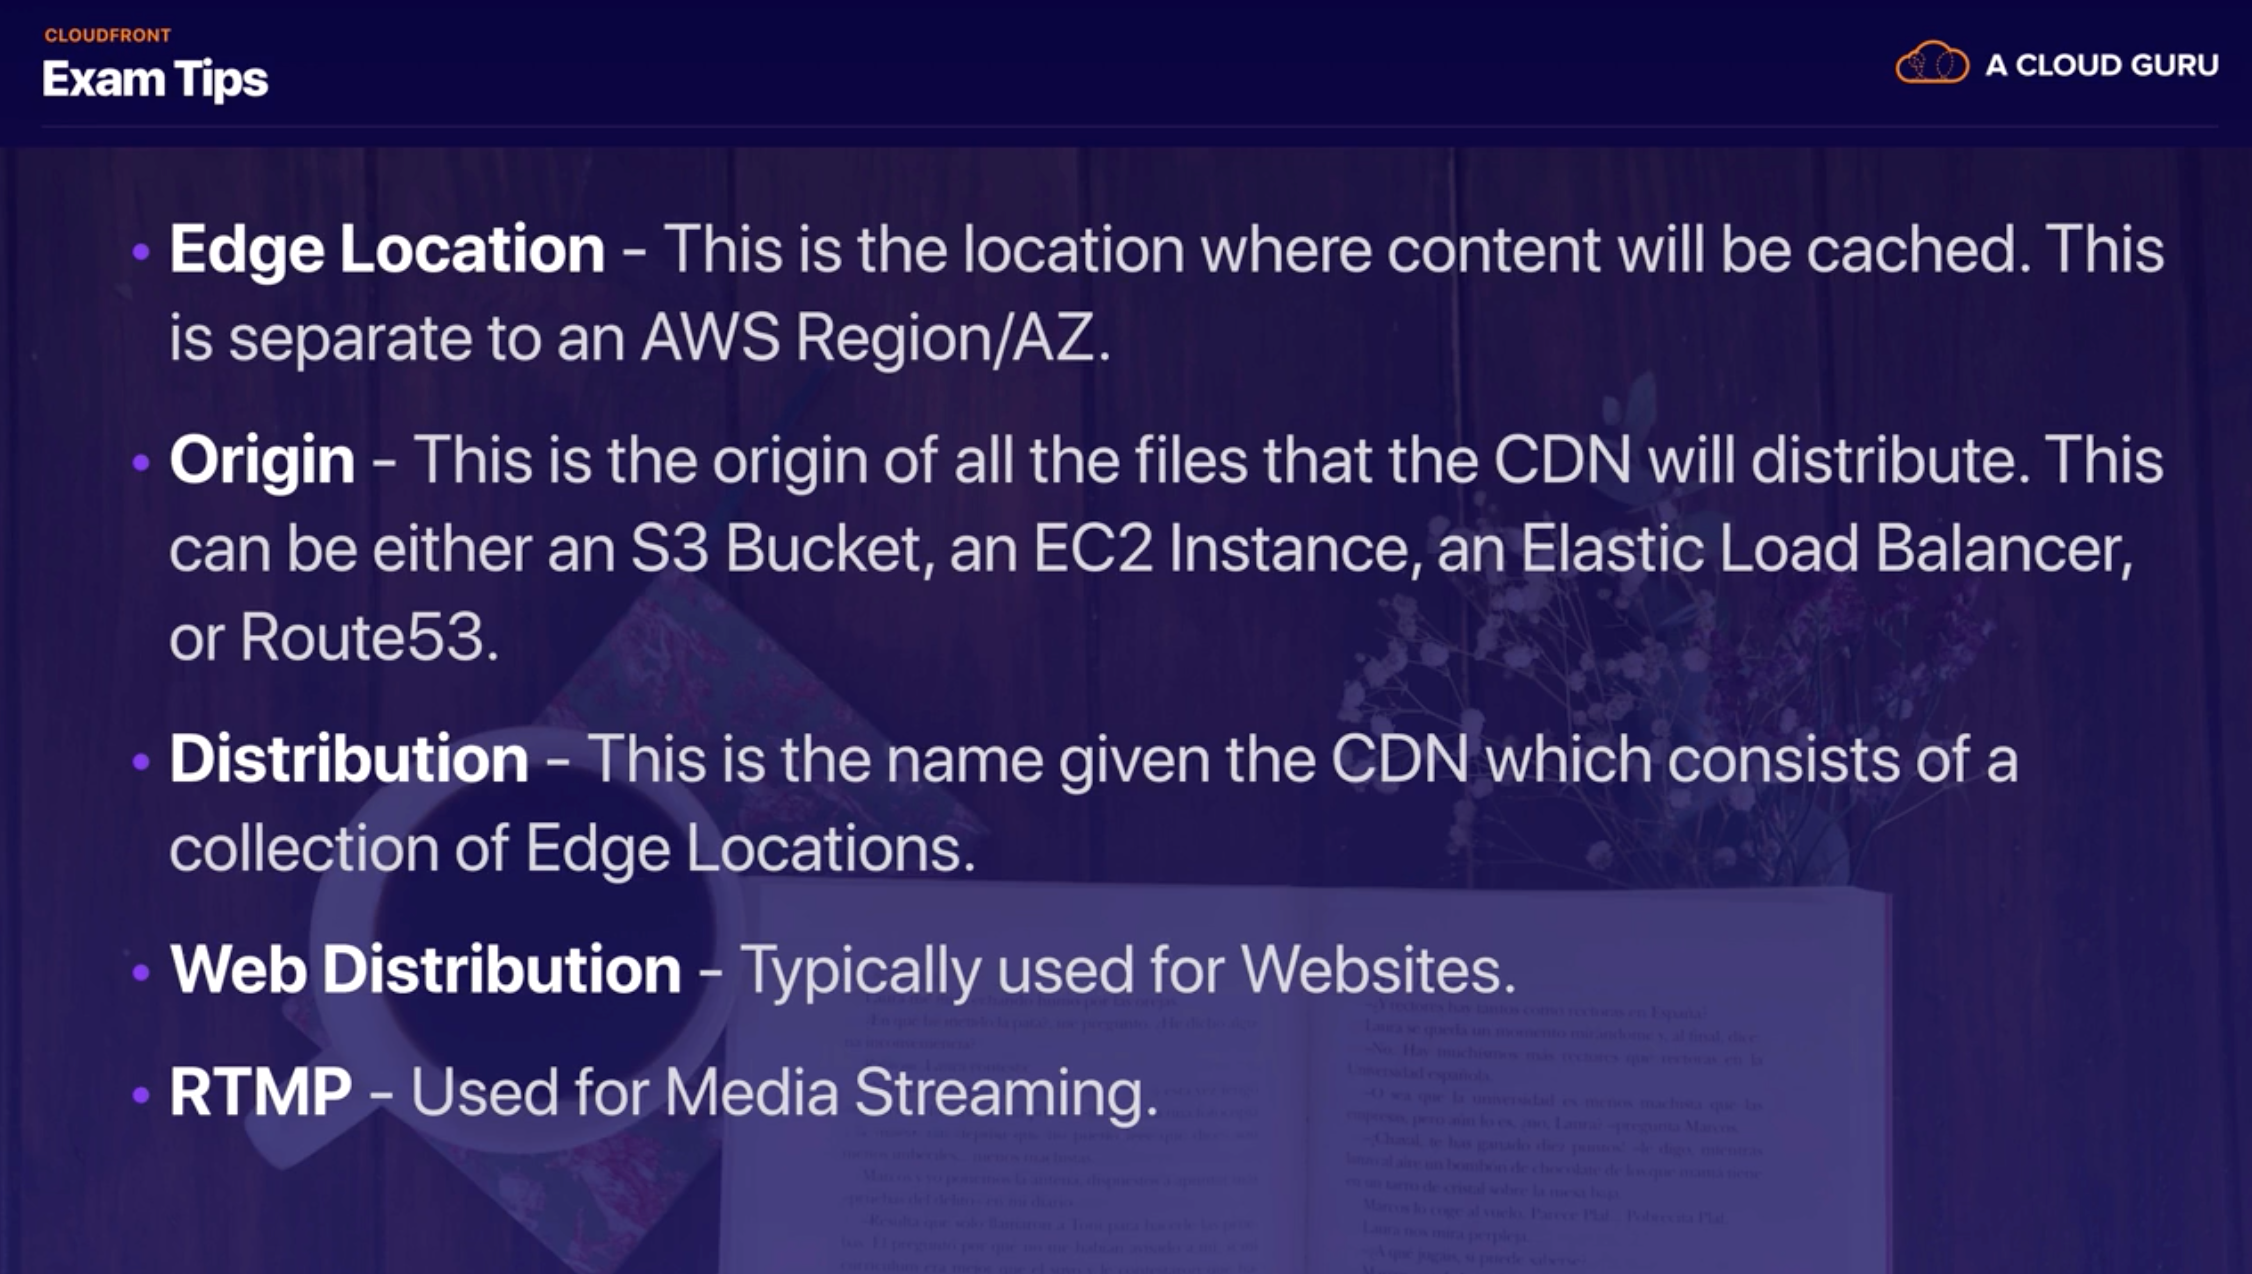 CLOUDFRONT
Exam Tips
A CLOUD GURU
• Edge Location - This is the location where content will be cached. This
is separate to an AWS Region/AZ.
• Origin - This is the origin of all the files that the CDN will distribute. This
can be either an S3 Bucket, an EC2 Instance, an Elastic Load Balancer,
or Route53.
• Distribution - This is the name given the CDN which consists of a
collection of Edge Locations.
• Web Distribution - Typically used for Websites.
• RTMP - Used for Media Streaming.